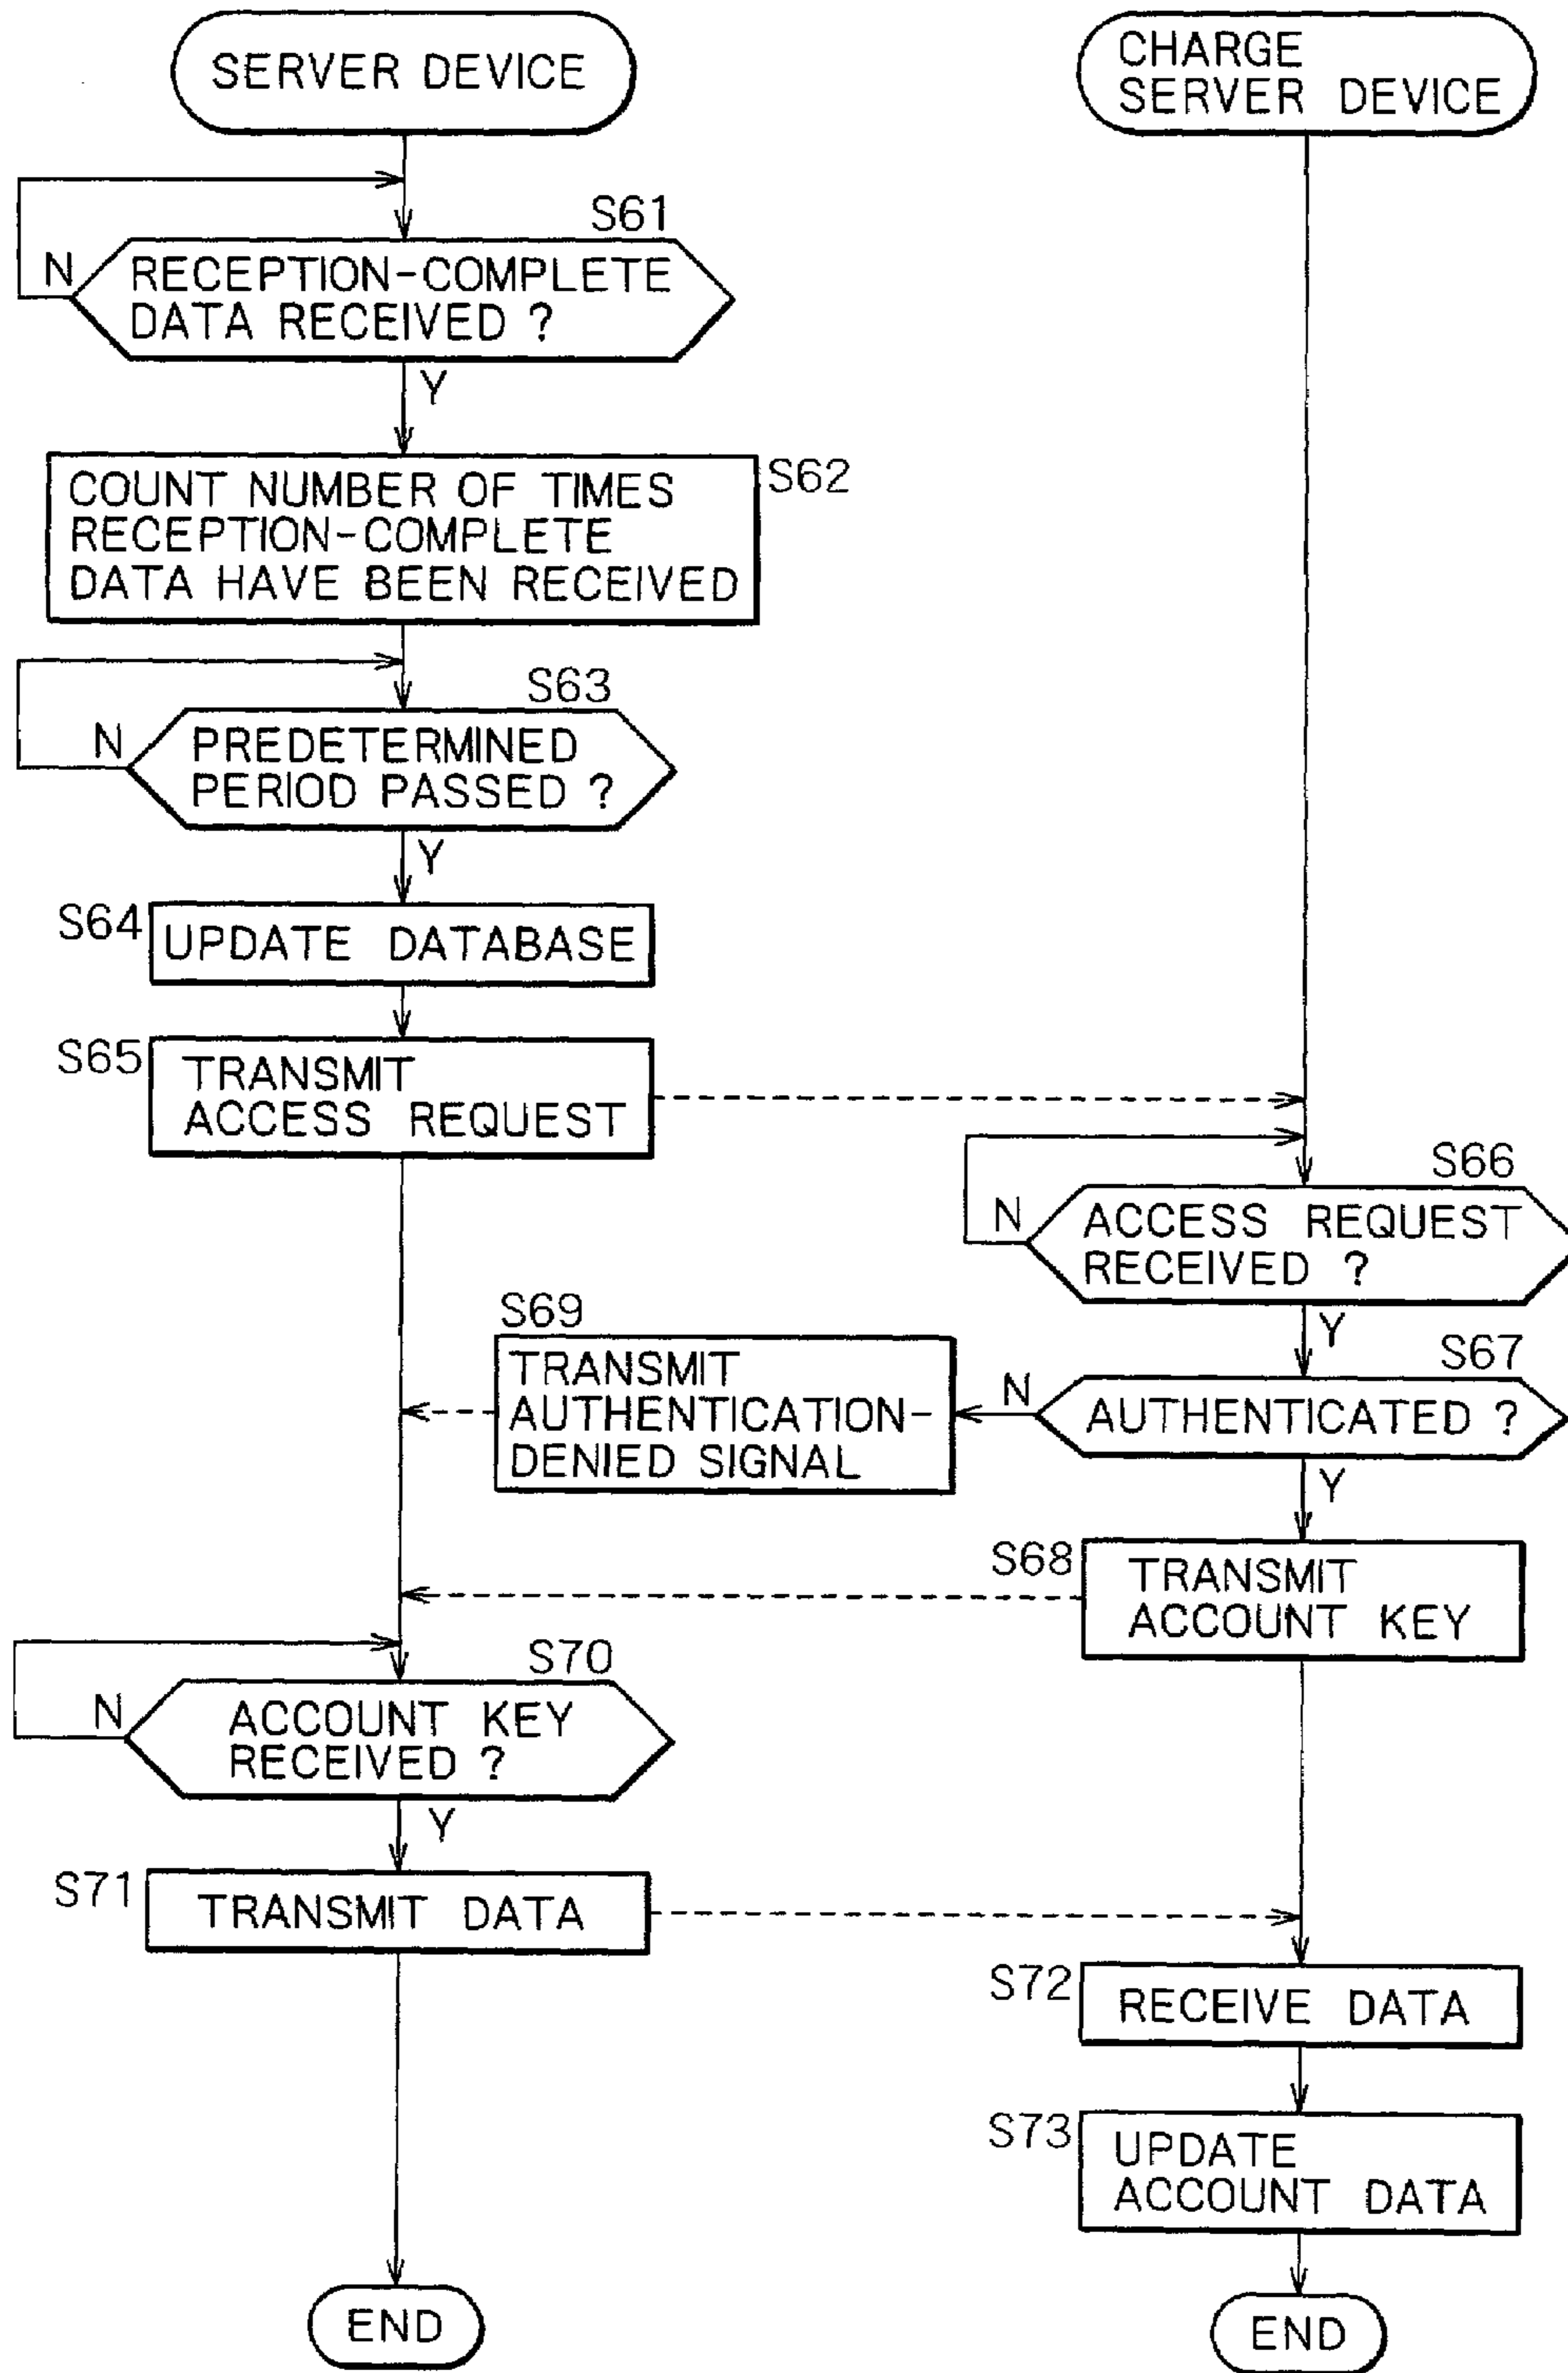 SERVER DEVICE
CHARGE
SERVER DEVICE
S61
N
RECEPTION-COMPLETE
DATA RECEIVED ?
Y
COUNT NUMBER OF TIMES
RECEPTION-COMPLETE
DATA HAVE BEEN RECEIVED
S62
S63
N
PREDETERMINED
PERIOD PASSED ?
Y
S64
UPDATE DATABASE
S65
TRANSMIT
ACCESS REQUEST
S66
N
ACCESS REQUEST
RECEIVED ?
Y
S67
N
AUTHENTICATED ?
Y
S69
TRANSMIT
AUTHENTICATION-
DENIED SIGNAL
S68
TRANSMIT
ACCOUNT KEY
S70
N
ACCOUNT KEY
RECEIVED ?
Y
S71
TRANSMIT DATA
S72
RECEIVE DATA
S73
UPDATE
ACCOUNT DATA
END
END